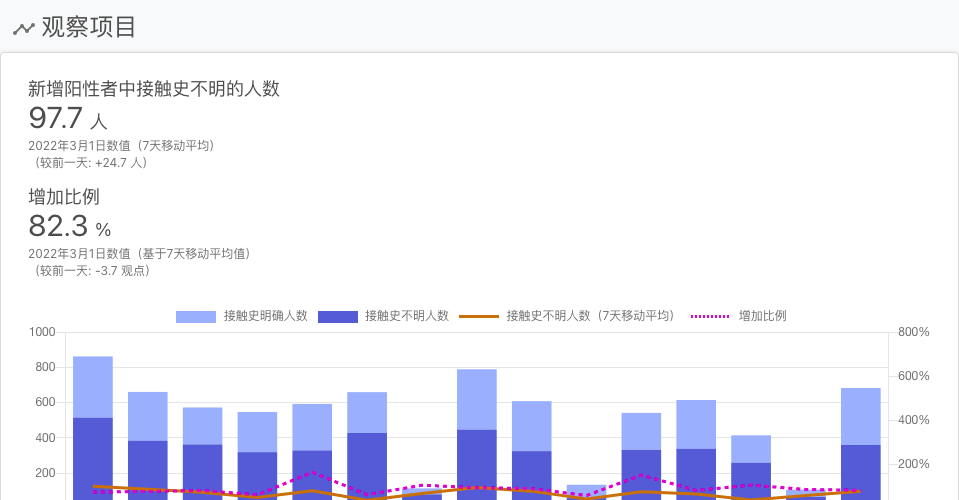 观察项目
新增阳性者中接触史不明的人数
97.7 人
2022年3月1日数值（7天移动平均）
（较前一天: +24.7 人）
增加比例
82.3 %
2022年3月1日数值（基于7天移动平均值）
（较前一天: -3.7 观点）
接触史明确人数 接触史不明人数 接触史不明人数（7天移动平均） 增加比例
1000 800%
800
600 600%
400 400%
200 200%